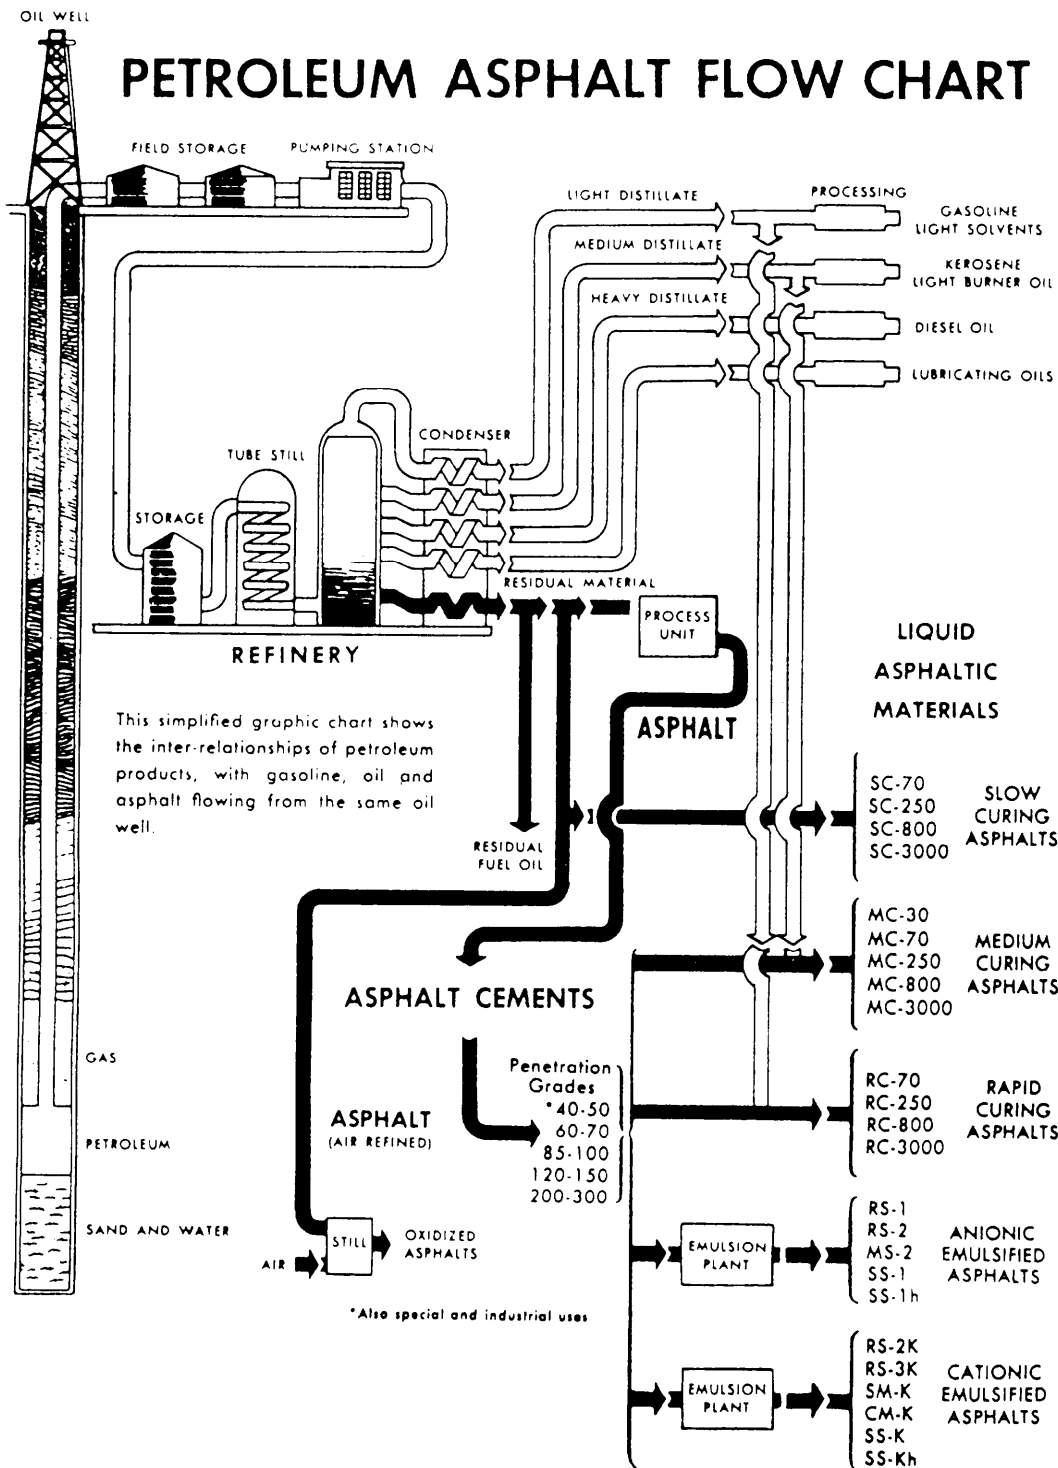 OIL WELL
PETROLEUM ASPHALT FLOW CHART
FIELD STORAGE
PUMPING STATION
LIGHT DISTILLATE
PROCESSING
GASOLINE
LIGHT SOLVENTS
MEDIUM DISTILLATE
KEROSENE
LIGHT BURNER OIL
HEAVY DISTILLATE
DIESEL OIL
LUBRICATING OILS
CONDENSER
TUBE STILL
STORAGE
RESIDUAL MATERIAL
PROCESS
UNIT
REFINERY
LIQUID
ASPHALTIC
MATERIALS
This simplified graphic chart shows
the inter-relationships of petroleum
products, with gasoline, oil and
asphalt flowing from the same oil
well.
ASPHALT
RESIDUAL
FUEL OIL
SC-70
SC-250
SC-800
SC-3000
SLOW
CURING
ASPHALTS
MC-30
MC-70
MC-250
MC-800
MC-3000
MEDIUM
CURING
ASPHALTS
ASPHALT CEMENTS
GAS
PETROLEUM
SAND AND WATER
Penetration
Grades
*40-50
60-70
85-100
120-150
200-300
ASPHALT
(AIR REFINED)
RC-70
RC-250
RC-800
RC-3000
RAPID
CURING
ASPHALTS
AIR
STILL
OXIDIZED
ASPHALTS
EMULSION
PLANT
RS-1
RS-2
MS-2
SS-1
SS-1h
ANIONIC
EMULSIFIED
ASPHALTS
*Also special and industrial uses
EMULSION
PLANT
RS-2K
RS-3K
SM-K
CM-K
SS-K
SS-Kh
CATIONIC
EMULSIFIED
ASPHALTS